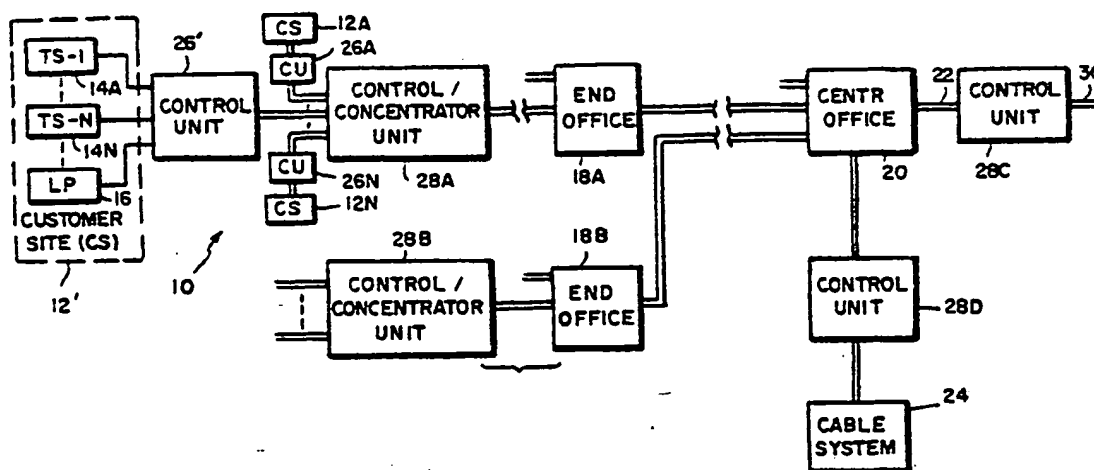 TS-1
14A
TS-N
14N
LP
16
CUSTOMER
SITE (CS)
12'
26'
CONTROL
UNIT
10
CS
12A
26A
CU
CU
26N
CS
12N
CONTROL /
CONCENTRATOR
UNIT
28A
28B
CONTROL /
CONCENTRATOR
UNIT
END
OFFICE
18A
18B
END
OFFICE
CENTR
OFFICE
20
22
CONTROL
UNIT
28C
30
CONTROL
UNIT
28D
24
CABLE
SYSTEM